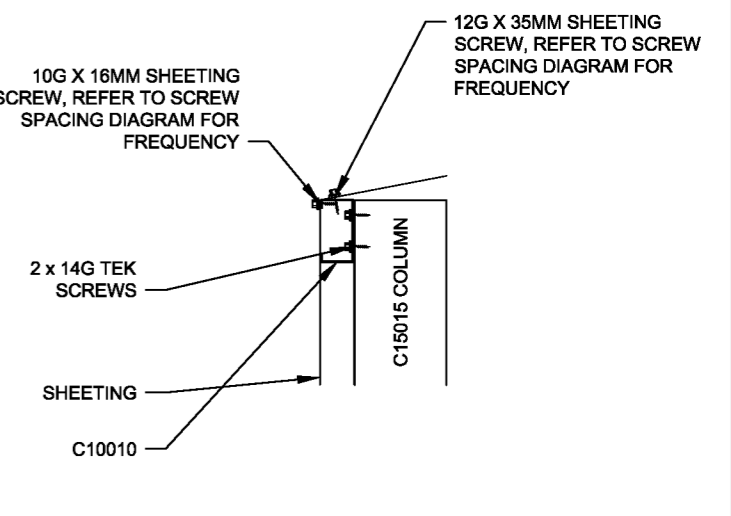 12G X 35MM SHEETING
SCREW, REFER TO SCREW
SPACING DIAGRAM FOR
FREQUENCY
10G X 16MM SHEETING
SCREW, REFER TO SCREW
SPACING DIAGRAM FOR
FREQUENCY
2 x 14G TEK
SCREWS
C15015 COLUMN
SHEETING
C10010